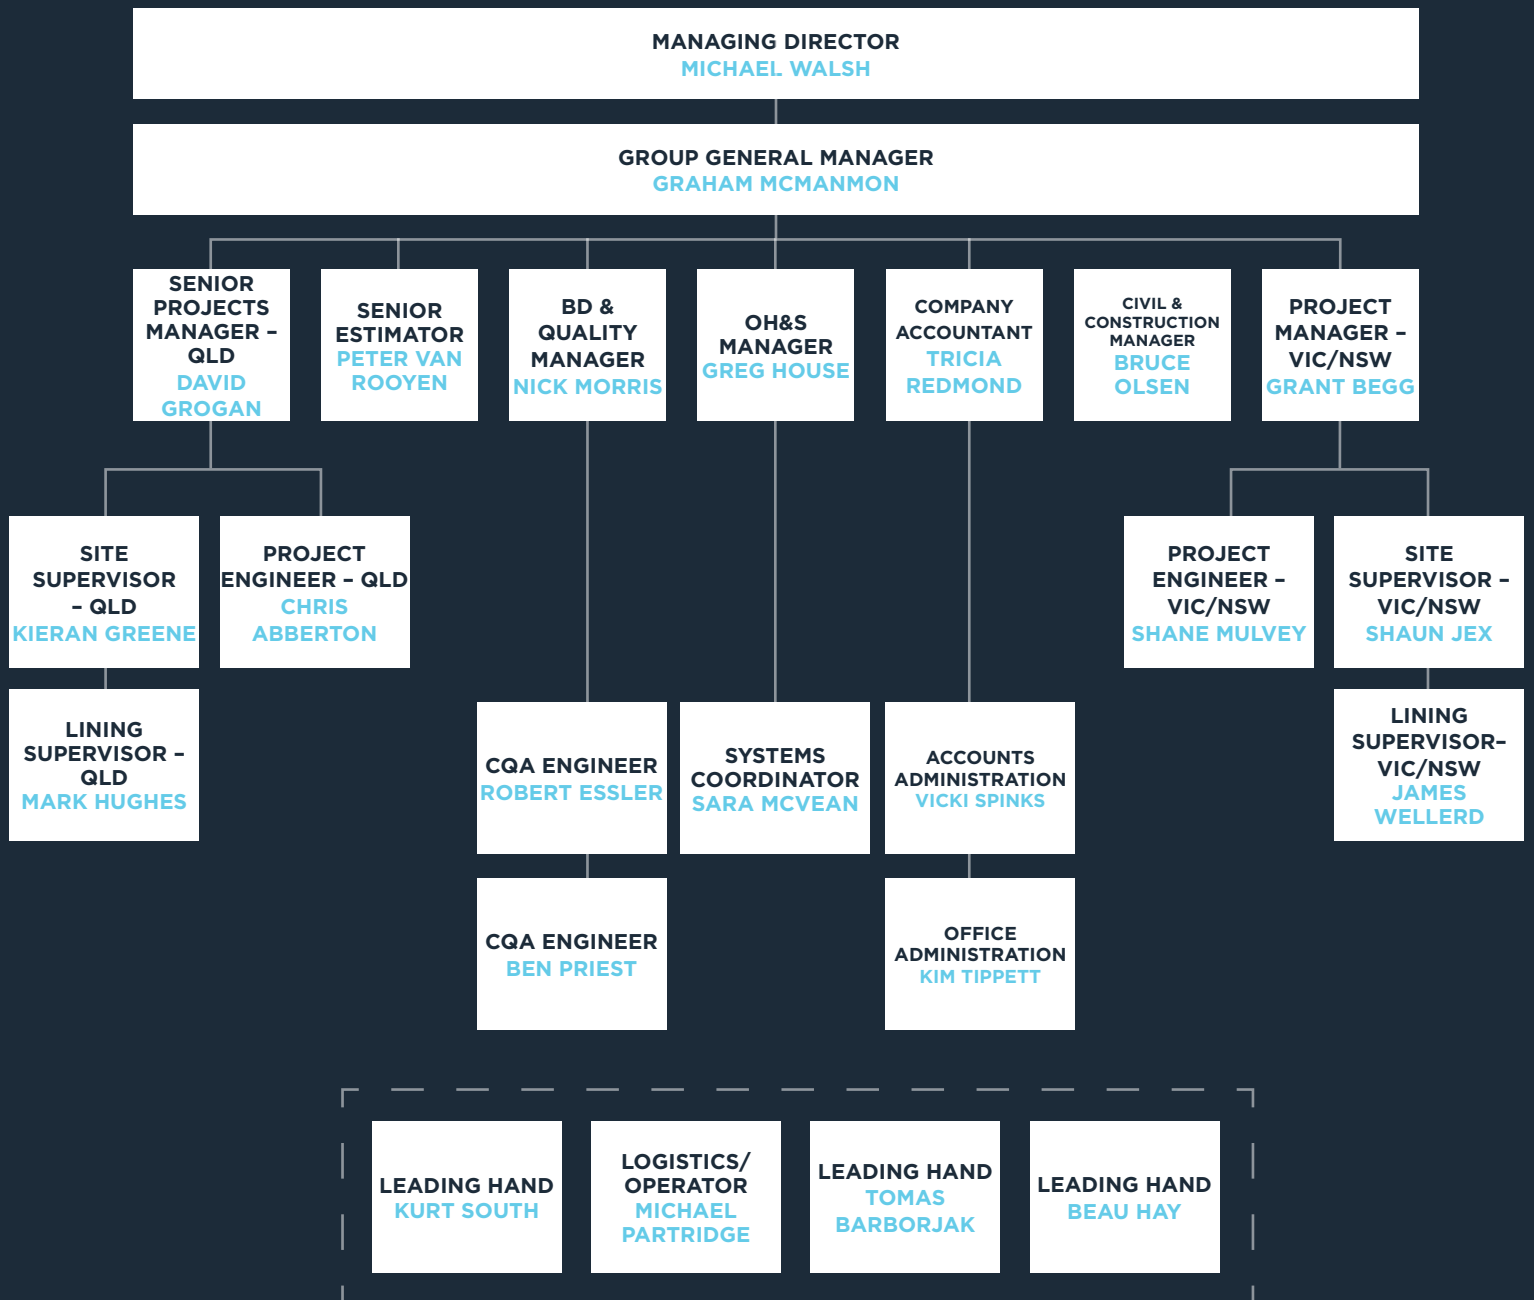 MANAGING DIRECTOR
MICHAEL WALSH
GROUP GENERAL MANAGER
GRAHAM MCMANMON
SENIOR
PROJECTS
MANAGER –
QLD
DAVID
GROGAN
SENIOR
ESTIMATOR
PETER VAN
ROOYEN
BD &
QUALITY
MANAGER
NICK MORRIS
OH&S
MANAGER
GREG HOUSE
COMPANY
ACCOUNTANT
TRICIA
REDMOND
CIVIL &
CONSTRUCTION
MANAGER
BRUCE
OLSEN
PROJECT
MANAGER –
VIC/NSW
GRANT BEGG
SITE
SUPERVISOR
– QLD
KIERAN GREENE
PROJECT
ENGINEER – QLD
CHRIS
ABBERTON
PROJECT
ENGINEER –
VIC/NSW
SHANE MULVEY
SITE
SUPERVISOR –
VIC/NSW
SHAUN JEX
LINING
SUPERVISOR –
QLD
MARK HUGHES
CQA ENGINEER
ROBERT ESSLER
SYSTEMS
COORDINATOR
SARA MCVEAN
ACCOUNTS
ADMINISTRATION
VICKI SPINKS
LINING
SUPERVISOR–
VIC/NSW
JAMES
WELLERD
CQA ENGINEER
BEN PRIEST
OFFICE
ADMINISTRATION
KIM TIPPETT
LEADING HAND
KURT SOUTH
LOGISTICS/
OPERATOR
MICHAEL
PARTRIDGE
LEADING HAND
TOMAS
BARBORJAK
LEADING HAND
BEAU HAY